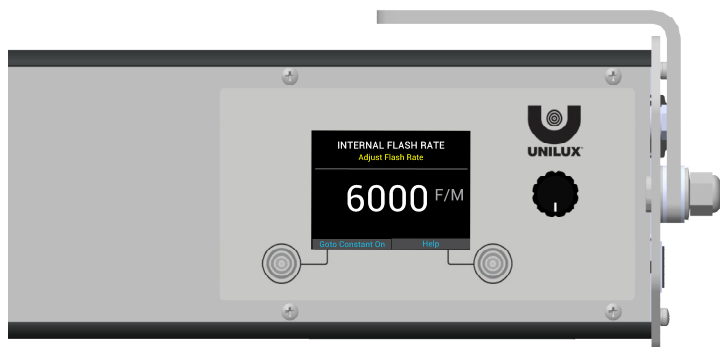 INTERNAL FLASH RATE
Adjust Flash Rate
6000 F/M
Goto Constant On Help
UNILUX